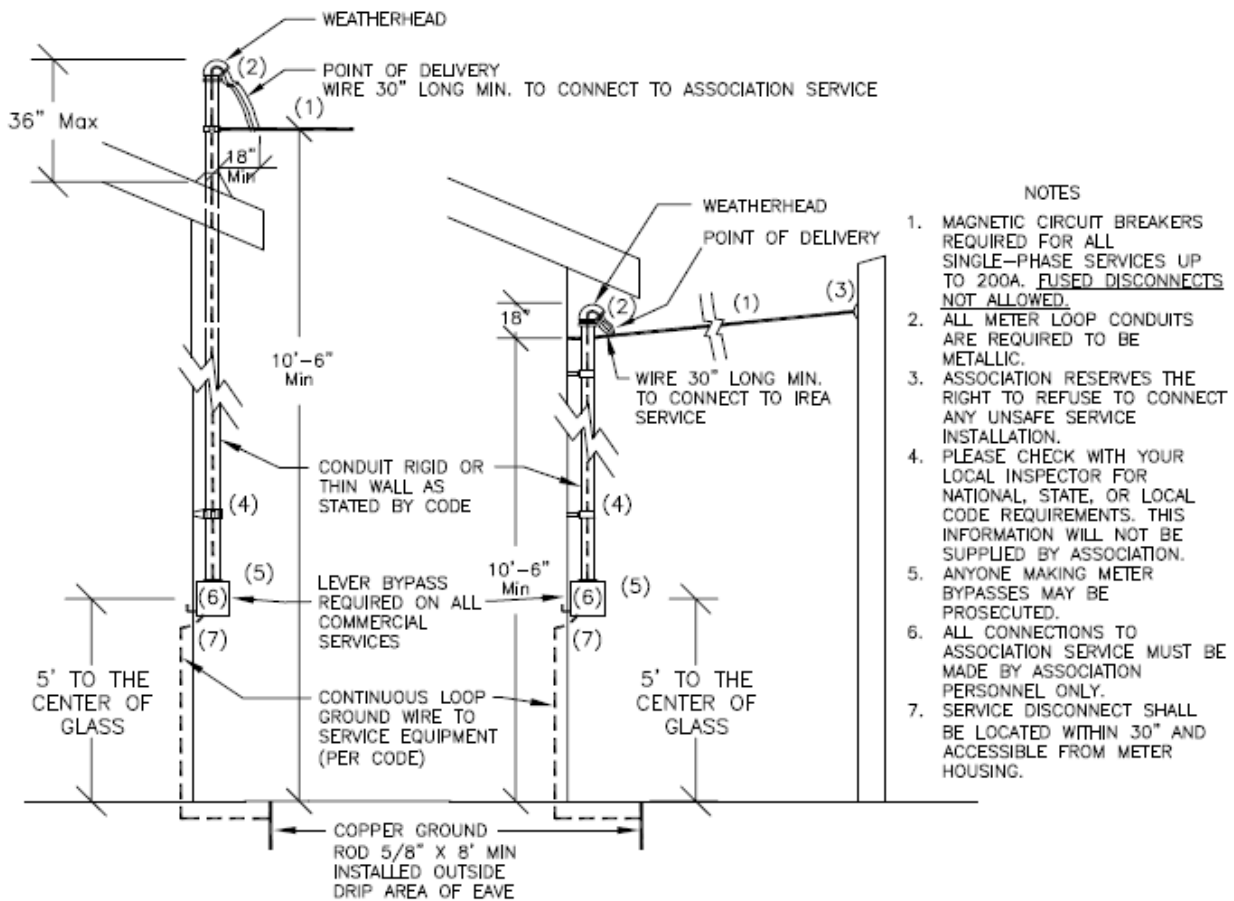 WEATHERHEAD
(2)
POINT OF DELIVERY
WIRE 30" LONG MIN. TO CONNECT TO ASSOCIATION SERVICE
(1)
36" Max
18"
Min
10'-6"
Min
WEATHERHEAD
POINT OF DELIVERY
(2)
(1)
(3)
18"
WIRE 30" LONG MIN.
TO CONNECT TO IREA
SERVICE
CONDUIT RIGID OR
THIN WALL AS
STATED BY CODE
(4)
(4)
10'-6"
Min
(5)
(6)
(7)
LEVER BYPASS
REQUIRED ON ALL
COMMERCIAL
SERVICES
(6)
(5)
(7)
5' TO THE
CENTER OF
GLASS
CONTINUOUS LOOP
GROUND WIRE TO
SERVICE EQUIPMENT
(PER CODE)
5' TO THE
CENTER OF
GLASS
COPPER GROUND
ROD 5/8" X 8' MIN
INSTALLED OUTSIDE
DRIP AREA OF EAVE
NOTES
1. MAGNETIC CIRCUIT BREAKERS
REQUIRED FOR ALL
SINGLE-PHASE SERVICES UP
TO 200A. FUSED DISCONNECTS
NOT ALLOWED.
2. ALL METER LOOP CONDUITS
ARE REQUIRED TO BE
METALLIC.
3. ASSOCIATION RESERVES THE
RIGHT TO REFUSE TO CONNECT
ANY UNSAFE SERVICE
INSTALLATION.
4. PLEASE CHECK WITH YOUR
LOCAL INSPECTOR FOR
NATIONAL, STATE, OR LOCAL
CODE REQUIREMENTS. THIS
INFORMATION WILL NOT BE
SUPPLIED BY ASSOCIATION.
5. ANYONE MAKING METER
BYPASSES MAY BE
PROSECUTED.
6. ALL CONNECTIONS TO
ASSOCIATION SERVICE MUST BE
MADE BY ASSOCIATION
PERSONNEL ONLY.
7. SERVICE DISCONNECT SHALL
BE LOCATED WITHIN 30" AND
ACCESSIBLE FROM METER
HOUSING.